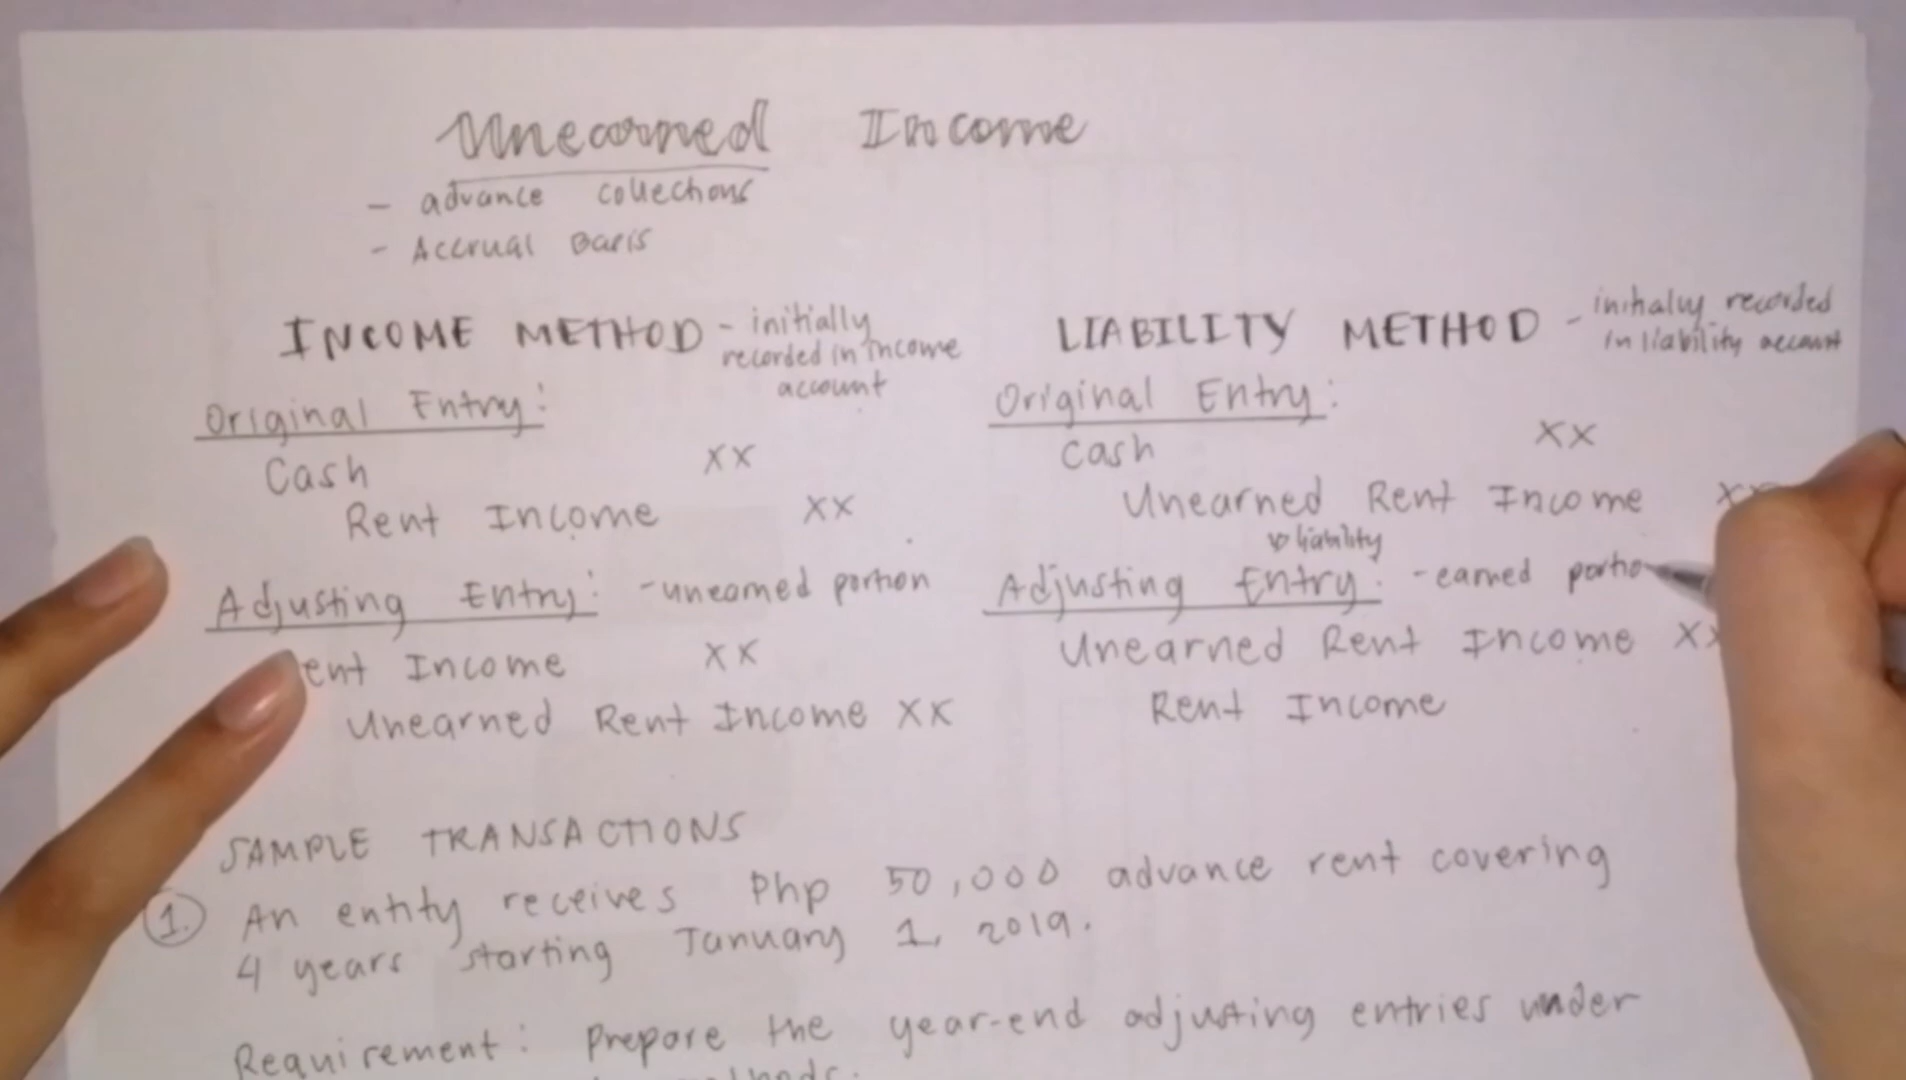 Unearned Income
- advance collections
- Accrual Basis
INCOME METHOD - initially
recorded in income
account
Original Entry:
Cash XX
Rent Income XX
Adjusting Entry: - unearned portion
ent Income XX
Unearned Rent Income XX
LIABILITY METHOD - initially recorded
in liability account
Original Entry:
Cash XX
Unearned Rent Income XX
liability
Adjusting Entry: - earned portio
Unearned Rent Income XX
Rent Income
SAMPLE TRANSACTIONS
1. An entity receives Php 50,000 advance rent covering
4 years starting January 1, 2019.
Requirement: Prepare the year-end adjusting entries under